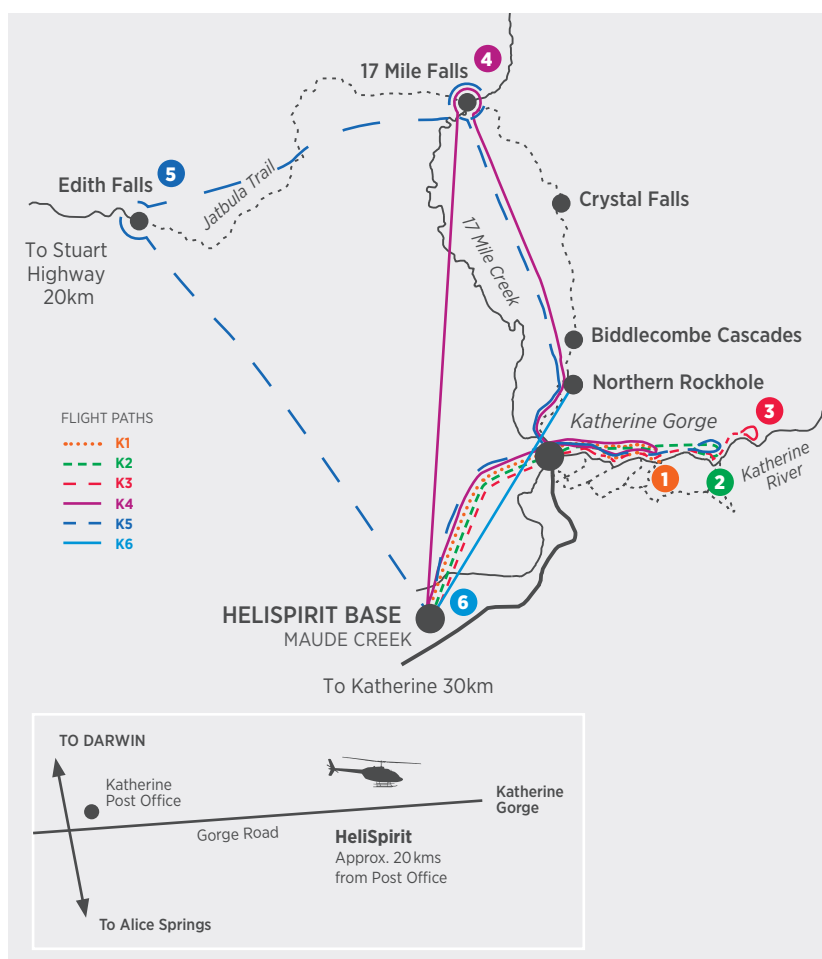 17 Mile Falls
4
5
Edith Falls
Jatbula Trail
To Stuart
Highway
20km
Crystal Falls
17 Mile Creek
Biddlecombe Cascades
Northern Rockhole
Katherine Gorge
3
FLIGHT PATHS
K1
K2
K3
K4
K5
K6
1
2
Katherine
River
HELISPIRIT BASE
6
MAUDE CREEK
To Katherine 30km
TO DARWIN
Katherine
Post Office
Katherine
Gorge
Gorge Road
HeliSpirit
Approx. 20 kms
from Post Office
To Alice Springs